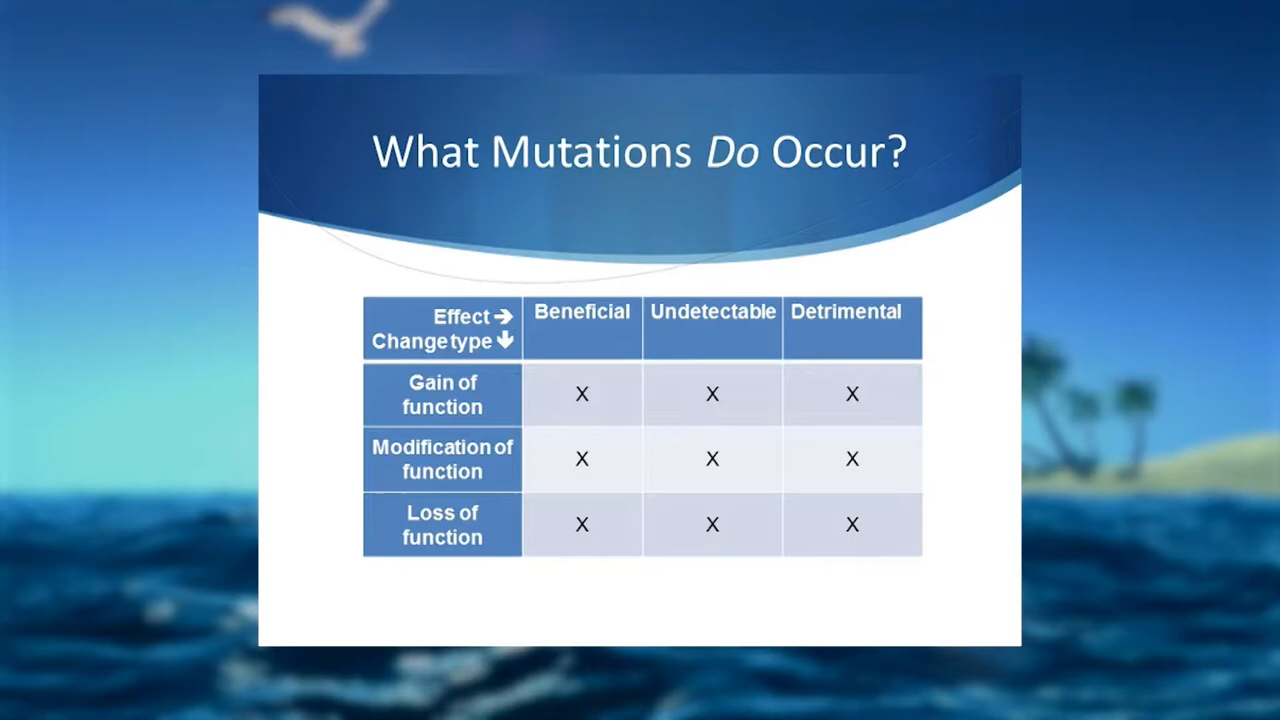 What Mutations Do Occur?
Effect → Beneficial Undetectable Detrimental
Change type ↓
Gain of function X X X
Modification of function X X X
Loss of function X X X